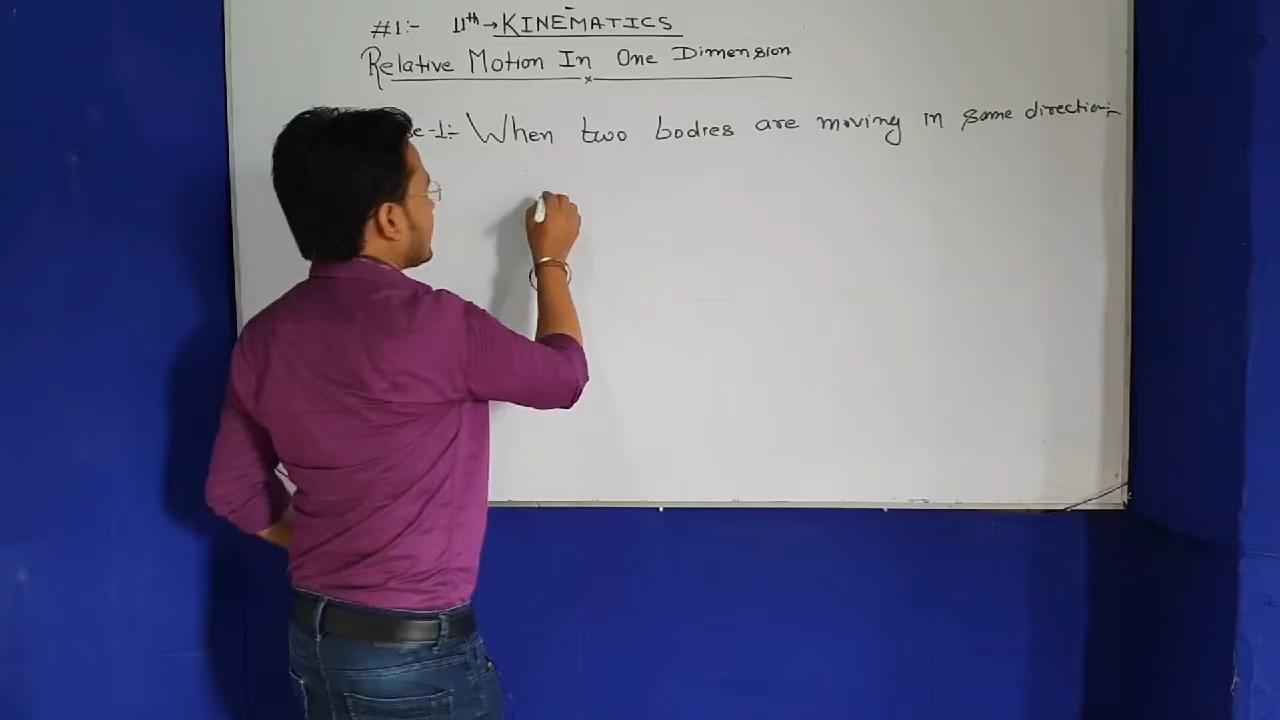 #1:- 11th → KINEMATICS
Relative Motion In One Dimension
se-1:- When two bodies are moving in same direction:-